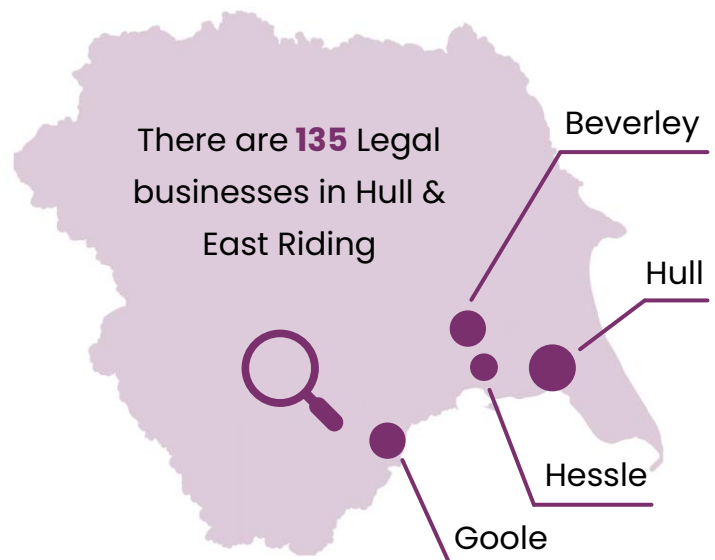 There are 135 Legal
businesses in Hull &
East Riding
Beverley
Hull
Hessle
Goole